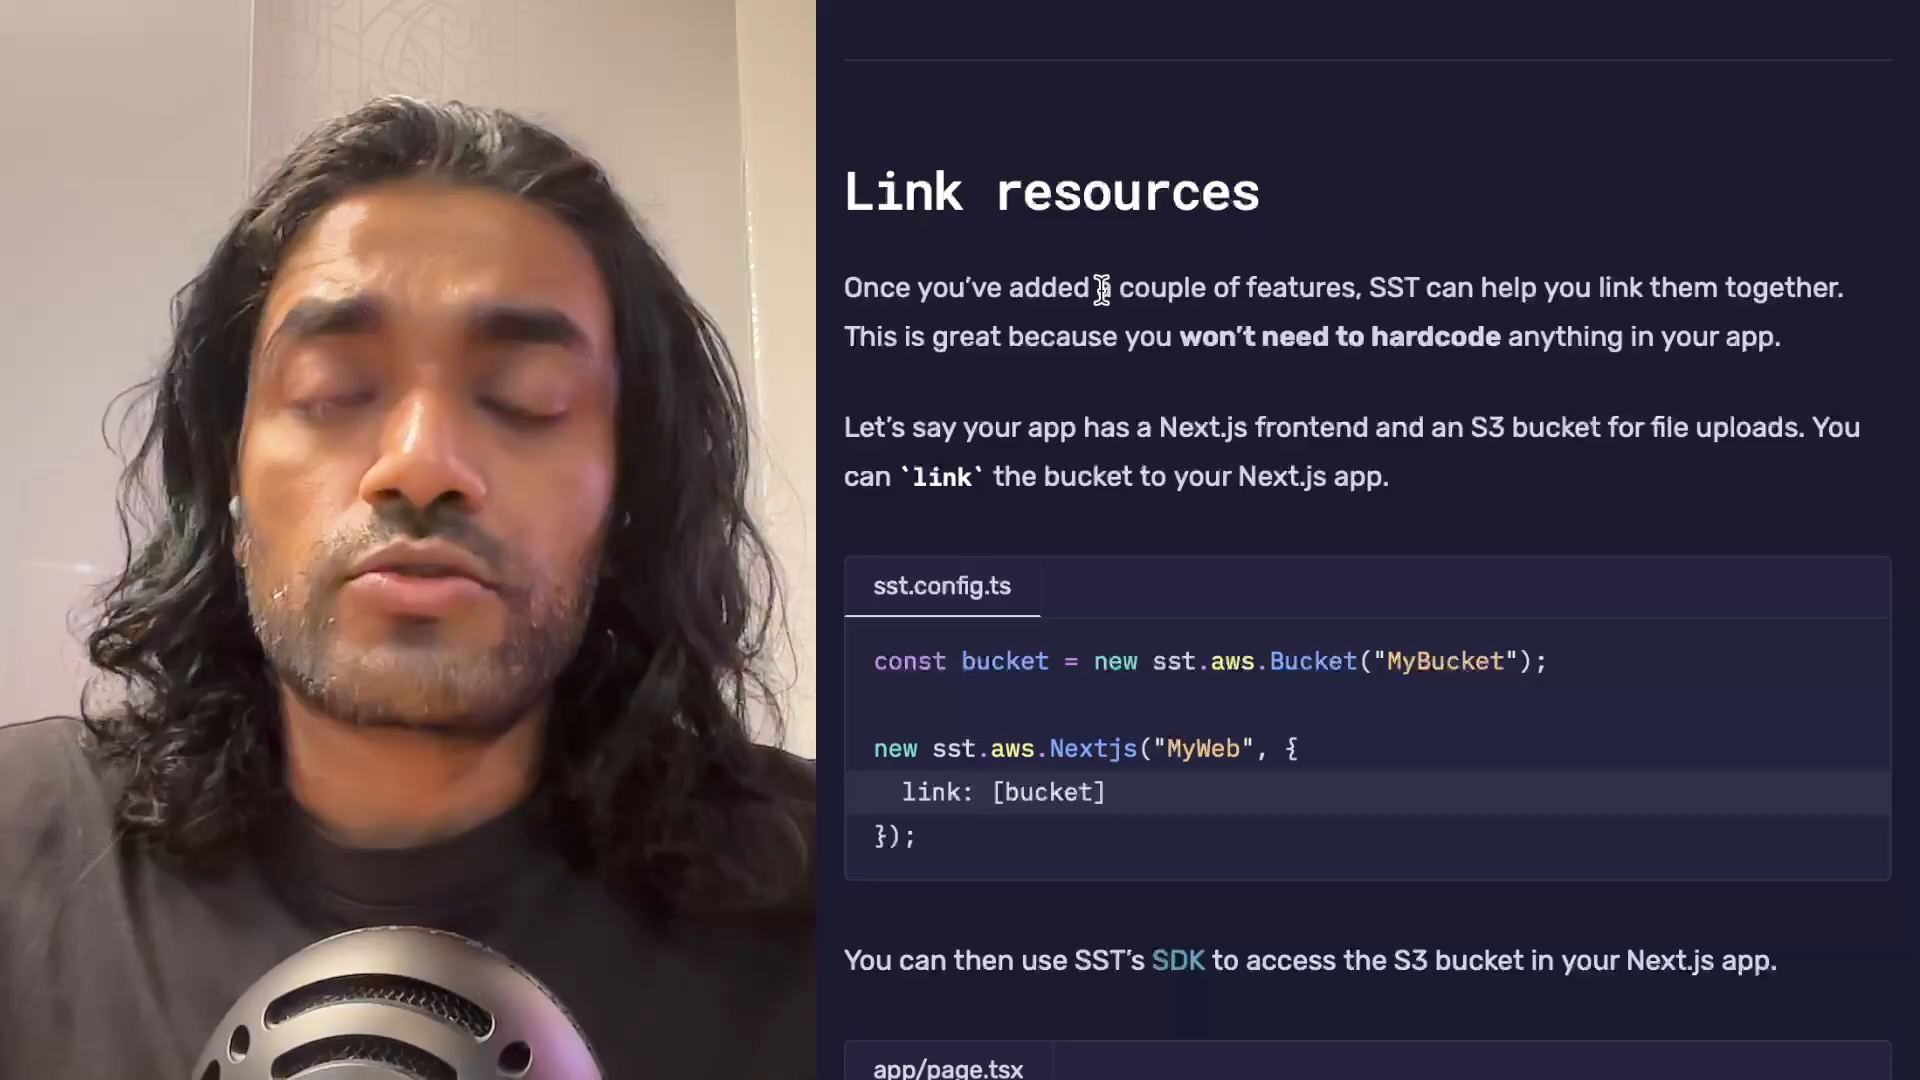 Link resources
Once you’ve added a couple of features, SST can help you link them together.
This is great because you won’t need to hardcode anything in your app.
Let’s say your app has a Next.js frontend and an S3 bucket for file uploads. You
can `link` the bucket to your Next.js app.
sst.config.ts
const bucket = new sst.aws.Bucket("MyBucket");
new sst.aws.Nextjs("MyWeb", {
link: [bucket]
});
You can then use SST’s SDK to access the S3 bucket in your Next.js app.
app/page.tsx